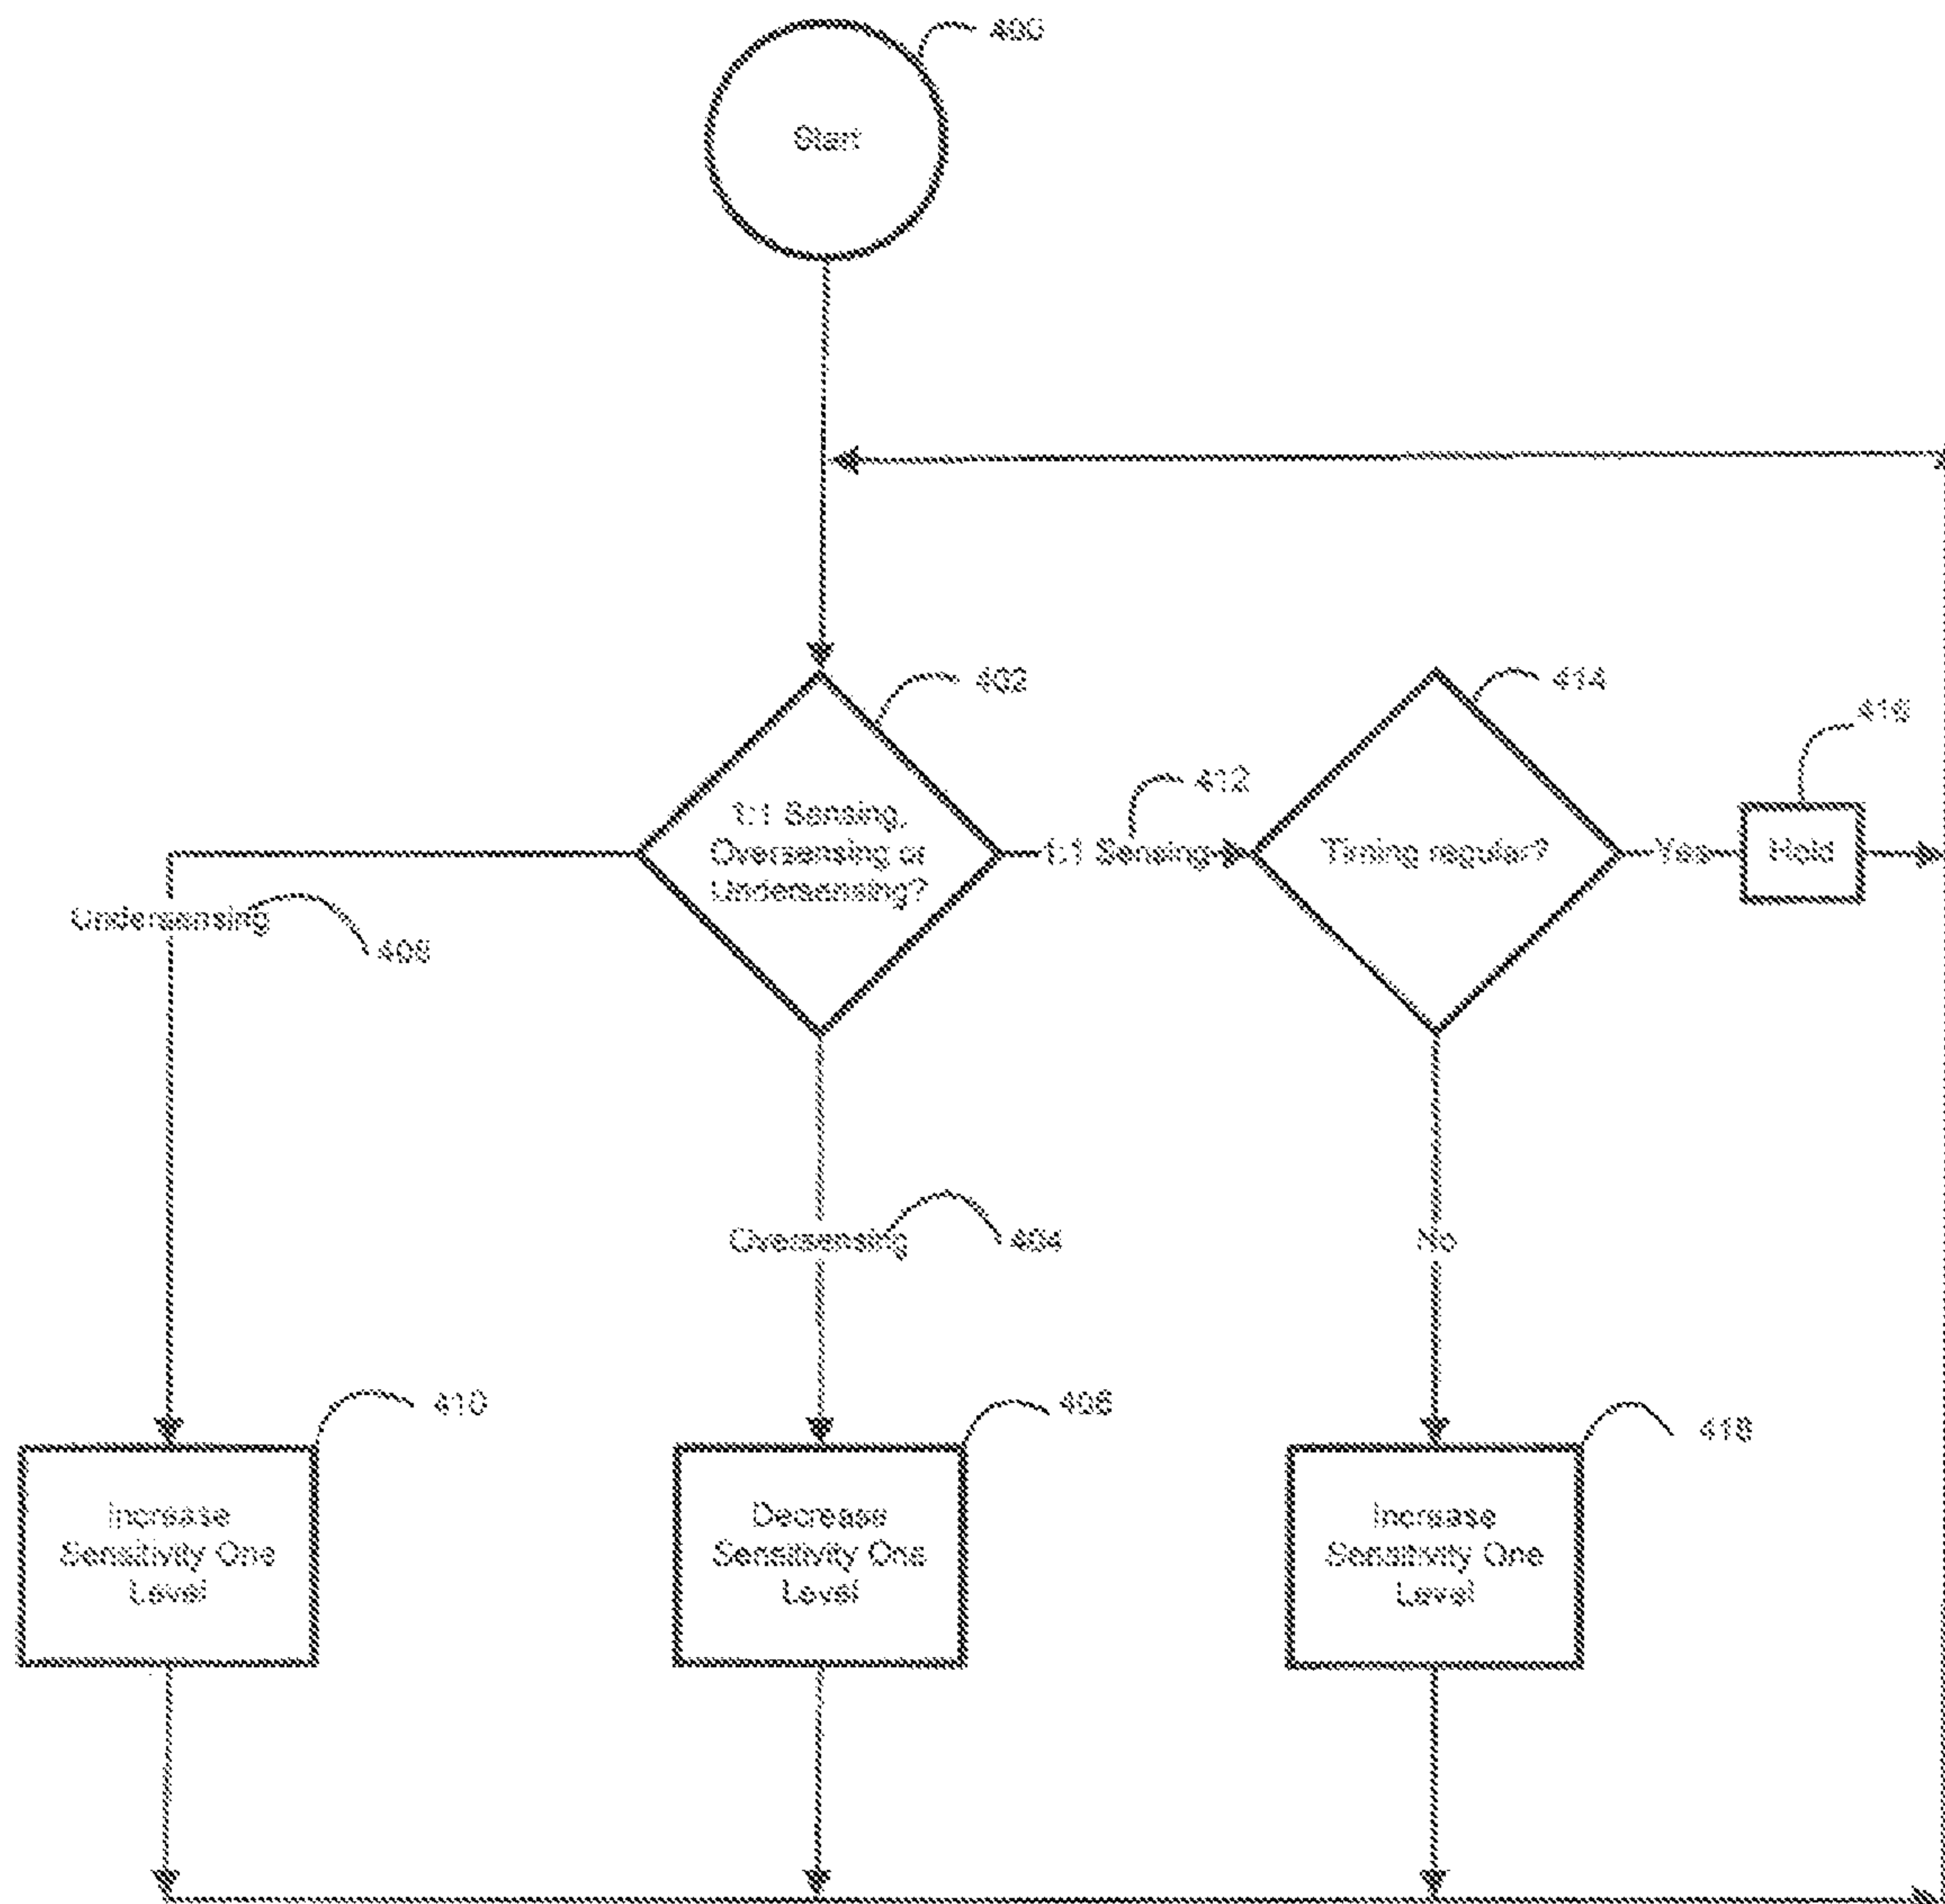 400
Start
402
414
416
412
1:1 Sensing,
Oversensing or
Undersensing?
1:1 Sensing
Timing regular?
Yes
Hold
Undersensing
408
Oversensing
404
No
410
406
418
Increase
Sensitivity One
Level
Decrease
Sensitivity One
Level
Increase
Sensitivity One
Level